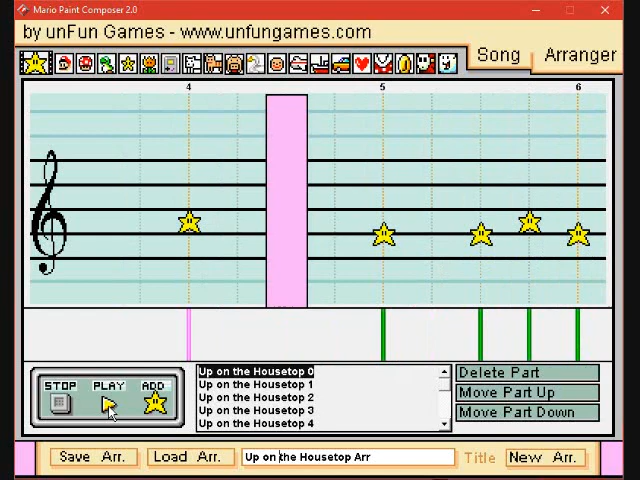 Mario Paint Composer 2.0
by unFun Games - www.unfungames.com
Song Arranger
4 5 6
STOP PLAY ADD
Up on the Housetop 0
Up on the Housetop 1
Up on the Housetop 2
Up on the Housetop 3
Up on the Housetop 4
Delete Part
Move Part Up
Move Part Down
Save Arr. Load Arr. Up on the Housetop Arr Title New Arr.